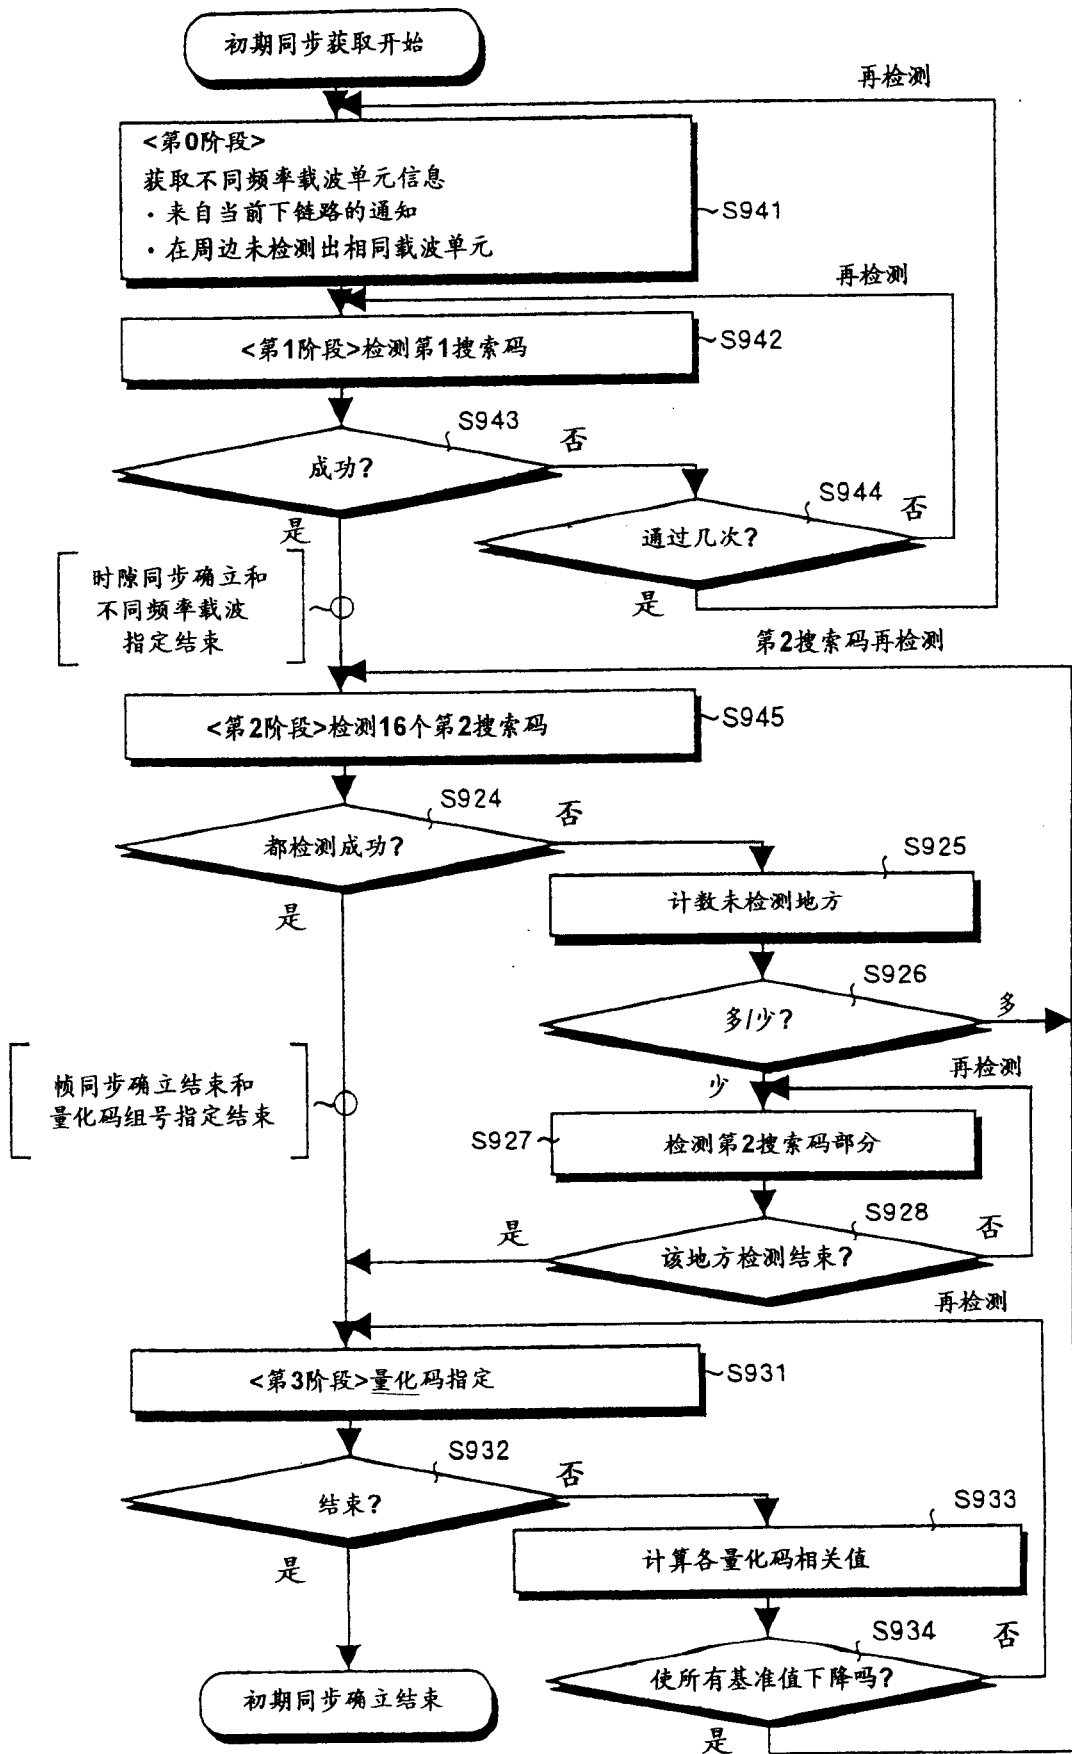 初期同步获取开始
再检测
<第0阶段>
获取不同频率载波单元信息
・来自当前下链路的通知
・在周边未检测出相同载波单元
S941
再检测
<第1阶段>检测第1搜索码
S942
S943
成功?
否
S944
通过几次?
否
是
是
时隙同步确立和
不同频率载波
指定结束
第2搜索码再检测
<第2阶段>检测16个第2搜索码
S945
S924
都检测成功?
否
是
S925
计数未检测地方
S926
多/少?
多
少
再检测
帧同步确立结束和
量化码组号指定结束
S927
检测第2搜索码部分
S928
该地方检测结束?
是
否
再检测
<第3阶段>量化码指定
S931
S932
结束?
否
是
S933
计算各量化码相关值
S934
使所有基准值下降吗?
否
是
初期同步确立结束